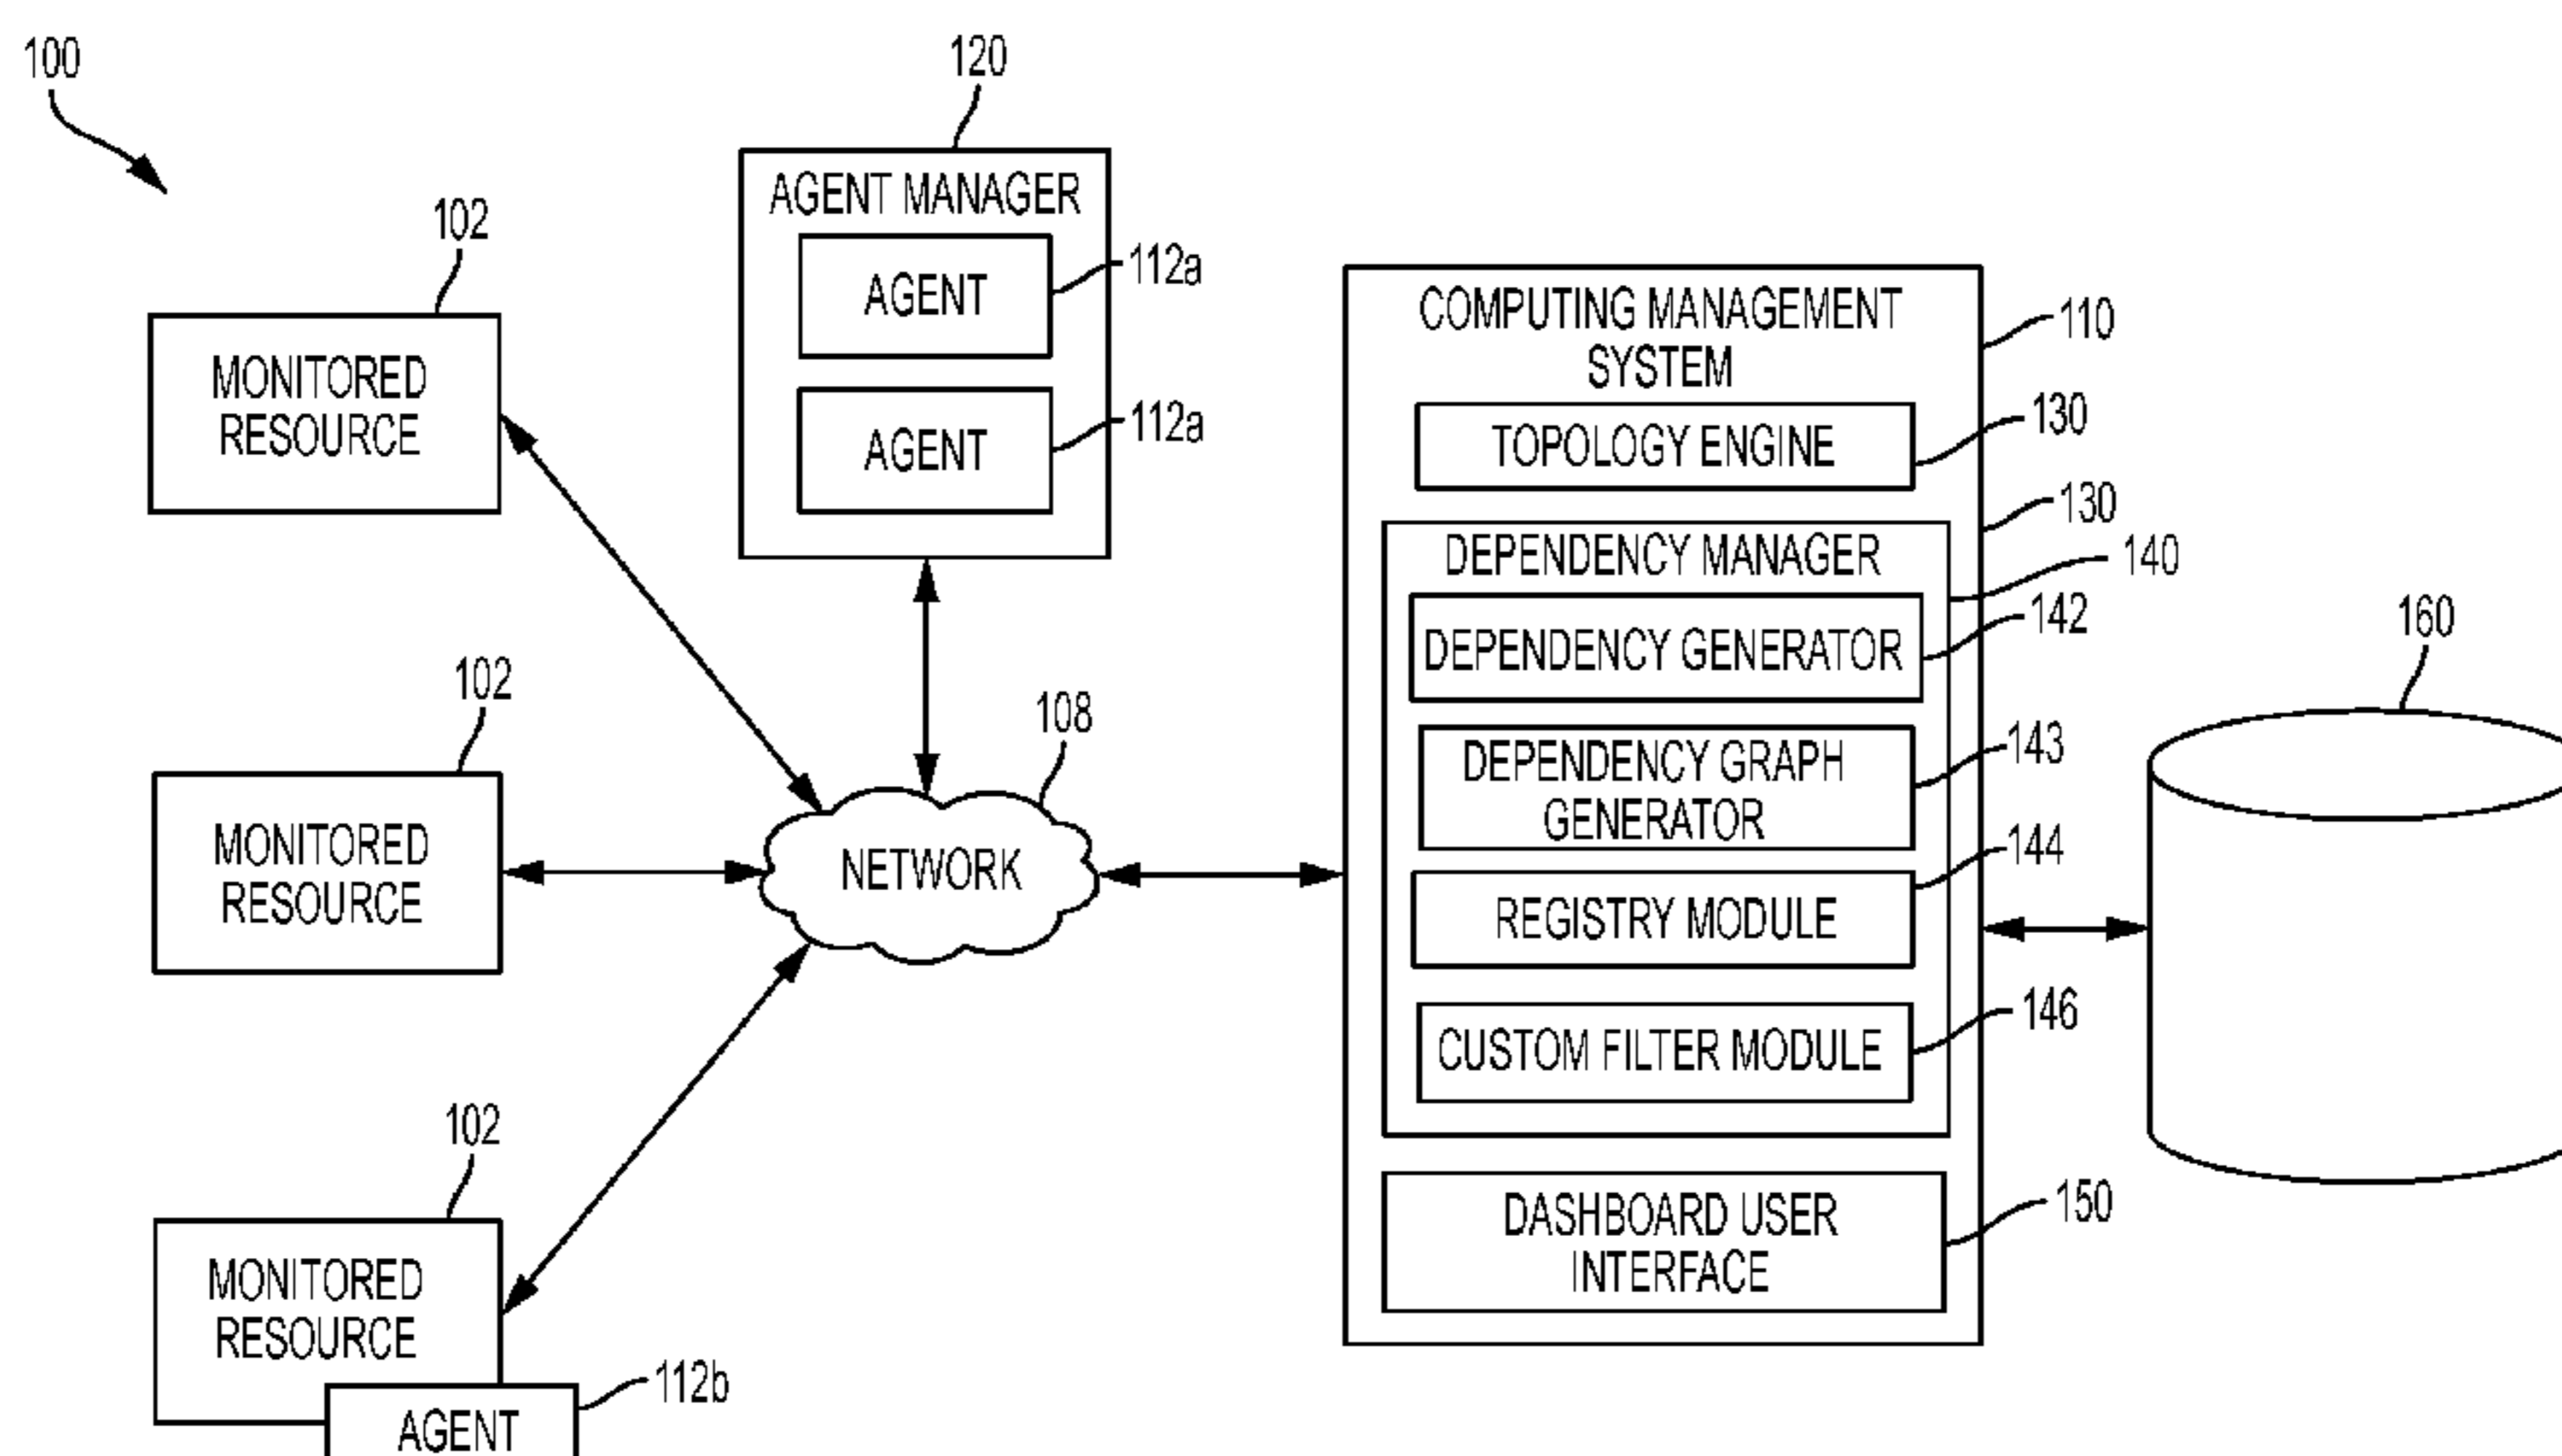 100
120
AGENT MANAGER
102
AGENT
112a
MONITORED
RESOURCE
AGENT
112a
COMPUTING MANAGEMENT
SYSTEM
110
TOPOLOGY ENGINE
130
130
DEPENDENCY MANAGER
140
DEPENDENCY GENERATOR
142
160
102
108
DEPENDENCY GRAPH
GENERATOR
143
MONITORED
RESOURCE
NETWORK
REGISTRY MODULE
144
CUSTOM FILTER MODULE
146
102
MONITORED
RESOURCE
DASHBOARD USER
INTERFACE
150
112b
AGENT